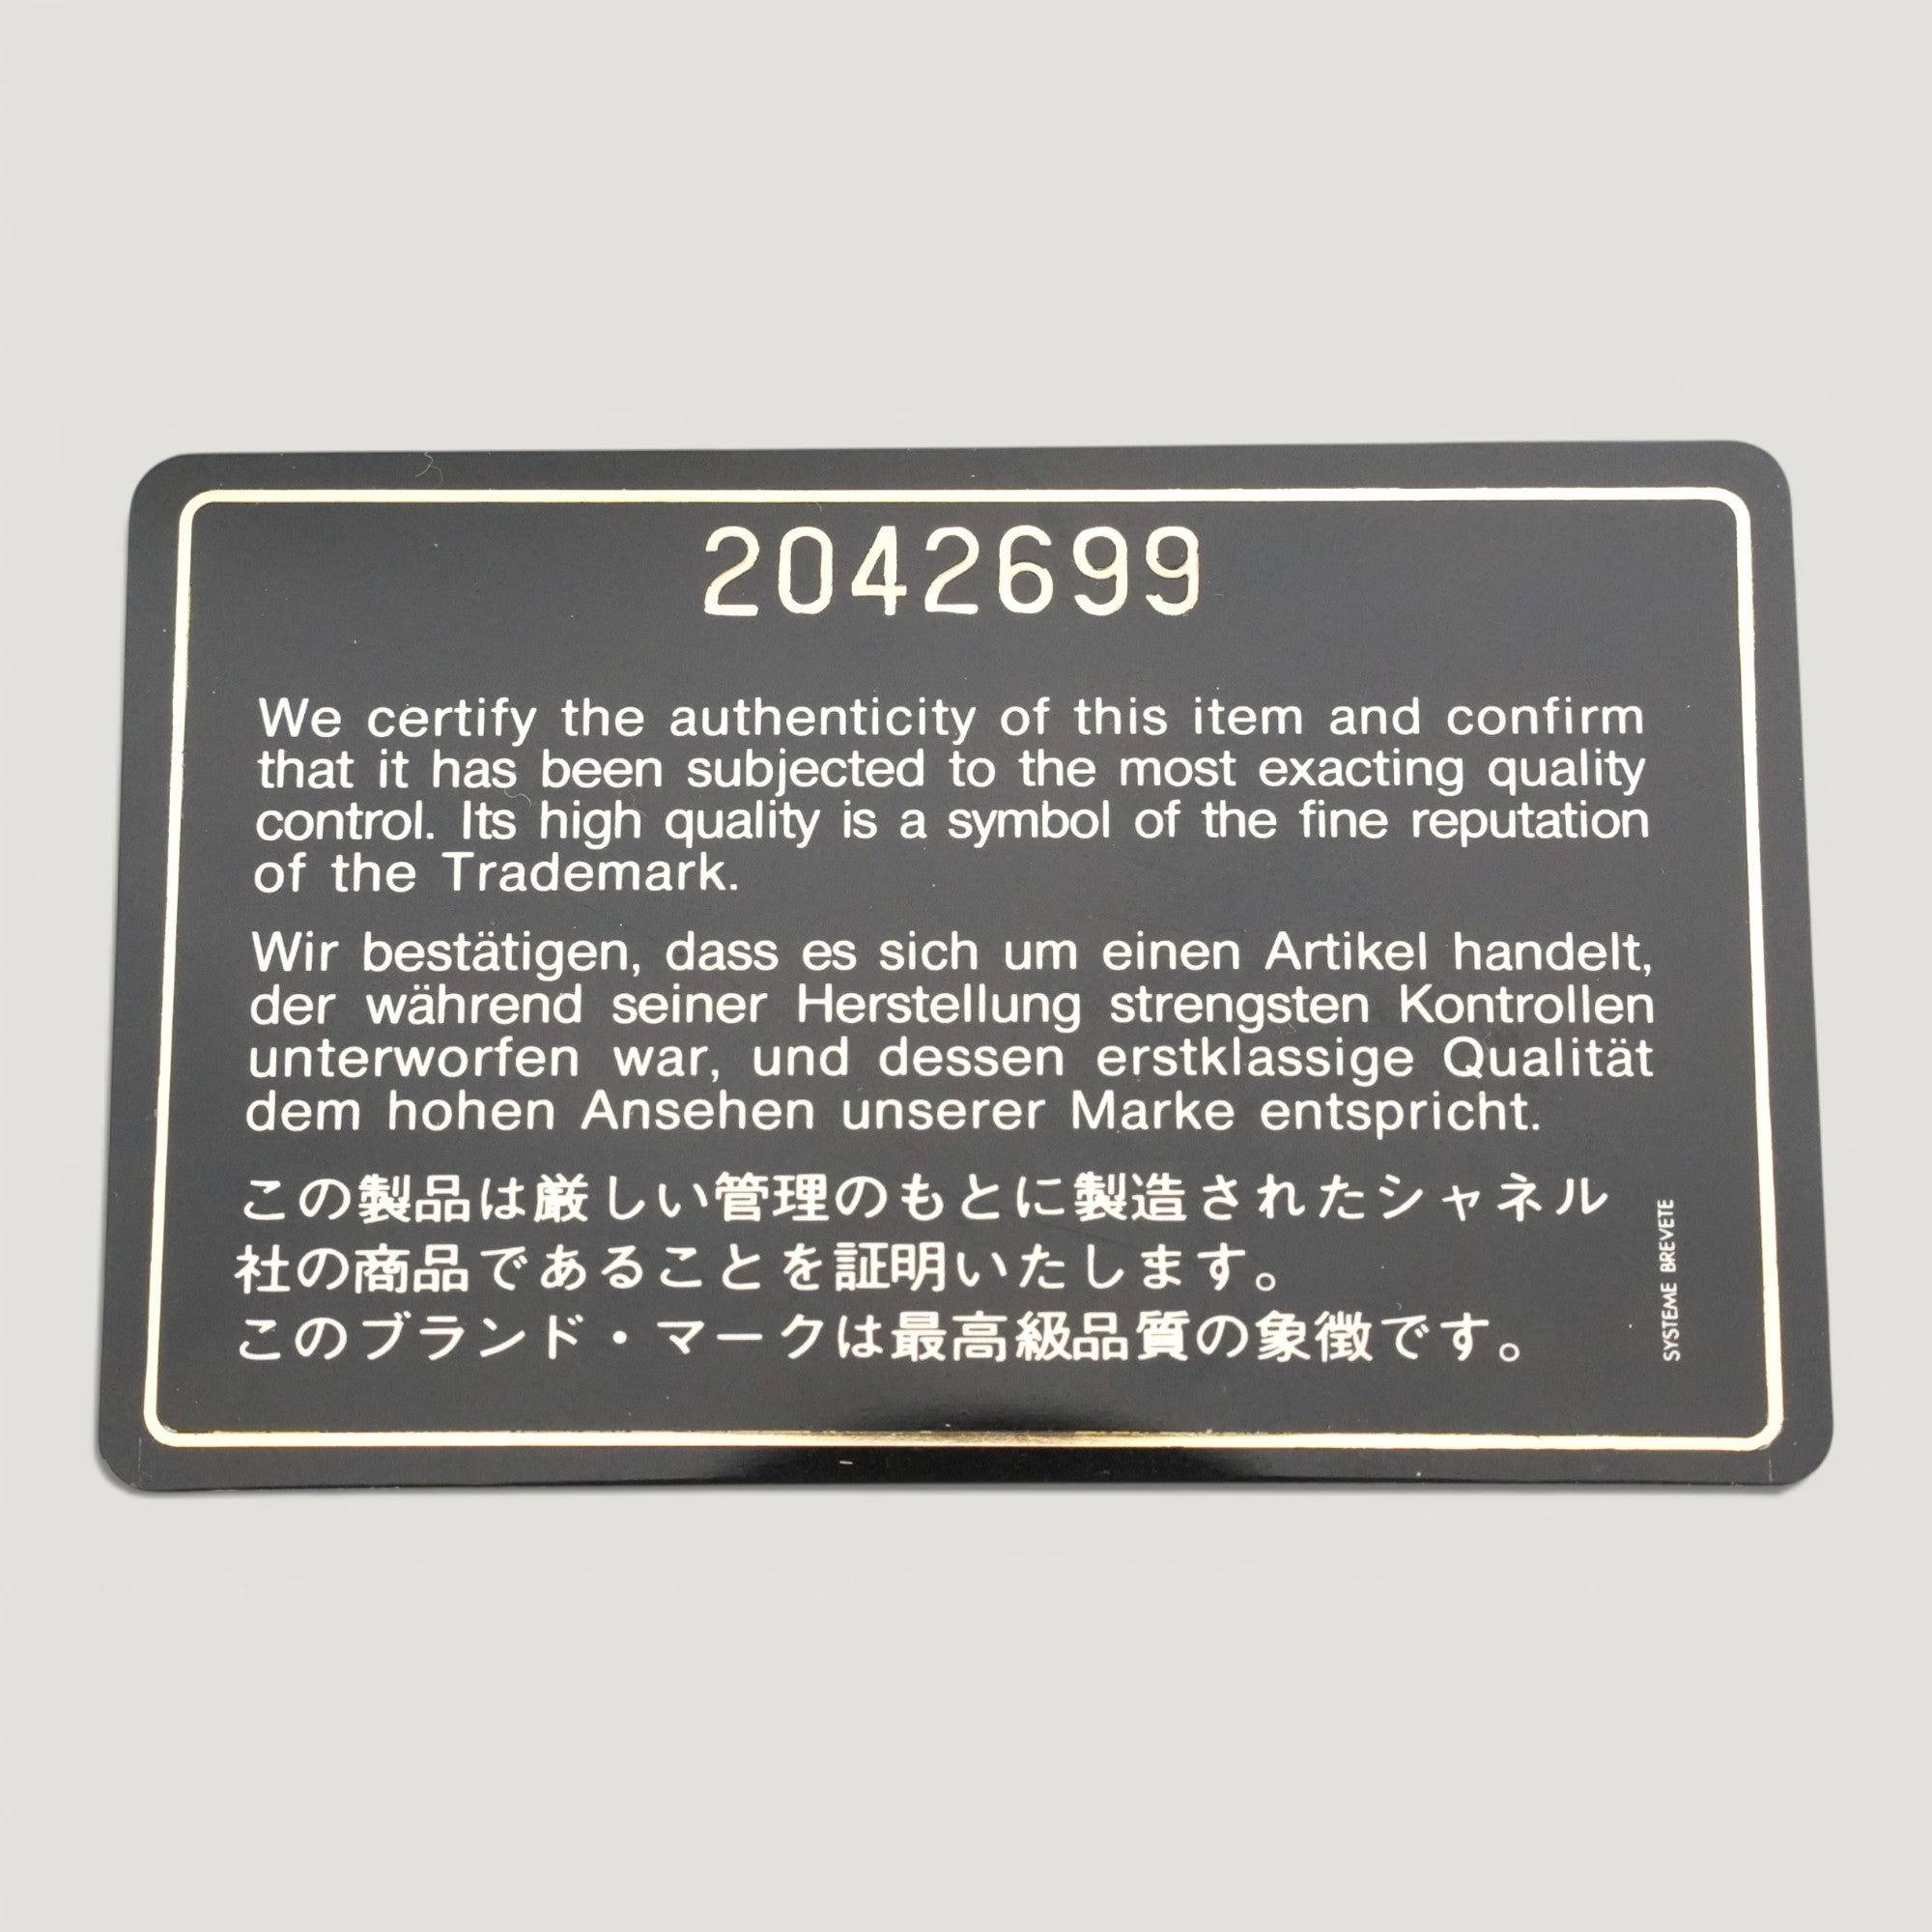 2042699
We certify the authenticity of this item and confirm
that it has been subjected to the most exacting quality
control. Its high quality is a symbol of the fine reputation
of the Trademark.
Wir bestätigen, dass es sich um einen Artikel handelt,
der während seiner Herstellung strengsten Kontrollen
unterworfen war, und dessen erstklassige Qualität
dem hohen Ansehen unserer Marke entspricht.
この製品は厳しい管理のもとに製造されたシャネル
社の商品であることを証明いたします。
このブランド・マークは最高級品質の象徴です。
SYSTEME BREVETE